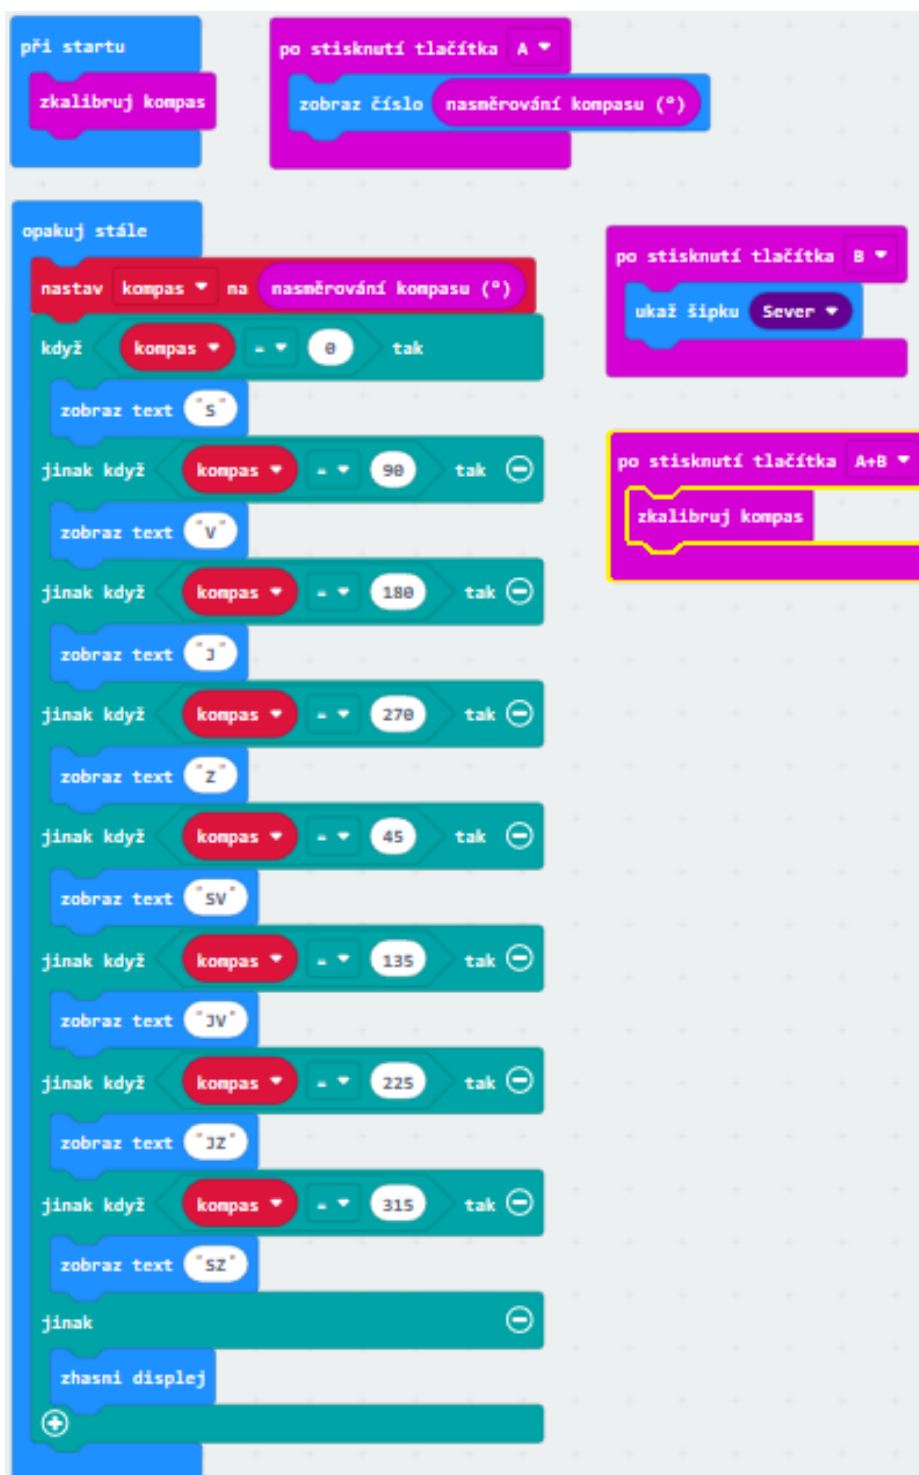 při startu
zkalibruj kompas
po stisknutí tlačítka A
zobraz číslo nasměrování kompasu (°)
opakuj stále
nastav kompas na nasměrování kompasu (°)
když kompas = 0 tak
zobraz text "S"
jinak když kompas = 90 tak
zobraz text "V"
jinak když kompas = 180 tak
zobraz text "J"
jinak když kompas = 270 tak
zobraz text "Z"
jinak když kompas = 45 tak
zobraz text "SV"
jinak když kompas = 135 tak
zobraz text "JV"
jinak když kompas = 225 tak
zobraz text "JZ"
jinak když kompas = 315 tak
zobraz text "SZ"
jinak
zhasni displej
po stisknutí tlačítka B
ukaž šipku Sever
po stisknutí tlačítka A+B
zkalibruj kompas